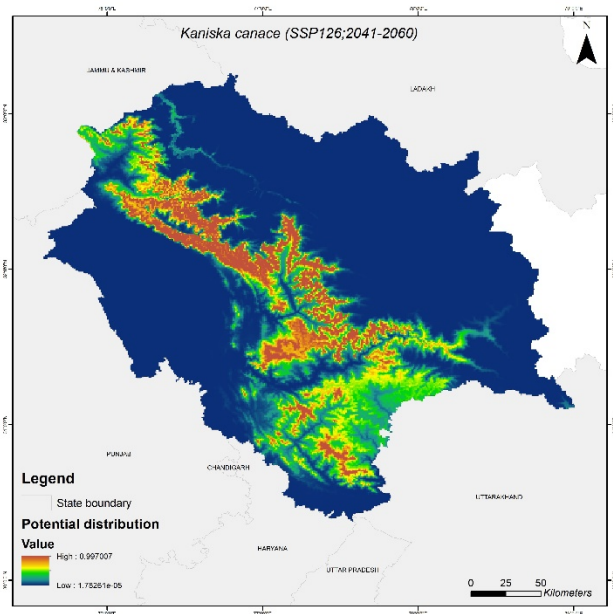 Kaniska canace (SSP126;2041-2060)
N
JAMMU & KASHMIR
LADAKH
PUNJAB
CHANDIGARH
UTTARAKHAND
HARYANA
UTTAR PRADESH
Legend
State boundary
Potential distribution
Value
High : 0.997007
Low : 1.75261e-05
0 25 50
Kilometers